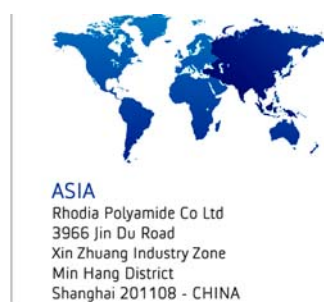 ASIA
Rhodia Polyamide Co Ltd
3966 Jin Du Road
Xin Zhuang Industry Zone
Min Hang District
Shanghai 201108 - CHINA